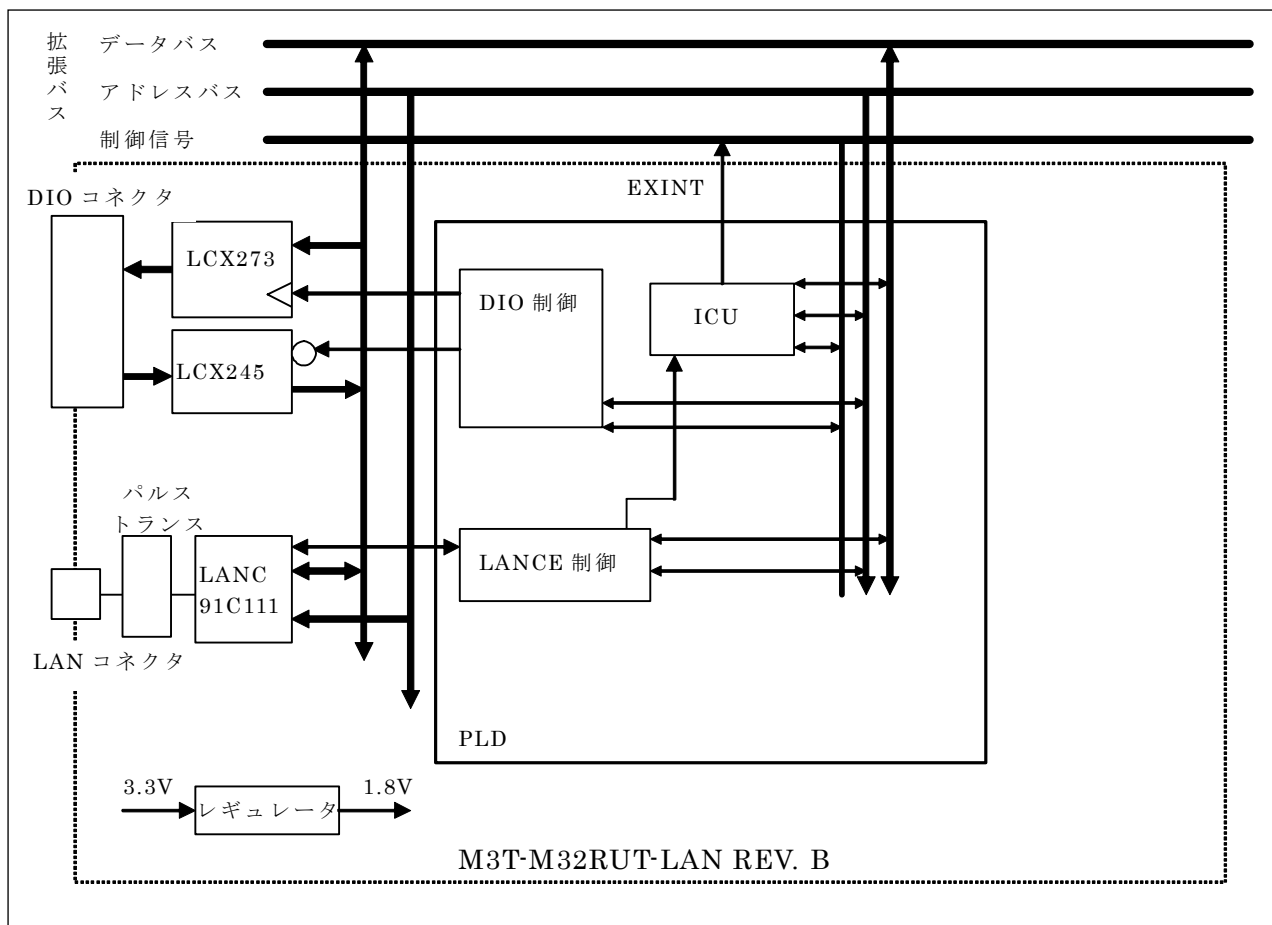 拡張バス
データバス
アドレスバス
制御信号
DIO コネクタ
EXINT
LCX273
DIO 制御
ICU
LCX245
パルス
トランス
LANC
91C111
LANCE 制御
LAN コネクタ
PLD
3.3V
レギュレータ
1.8V
M3T-M32RUT-LAN REV. B